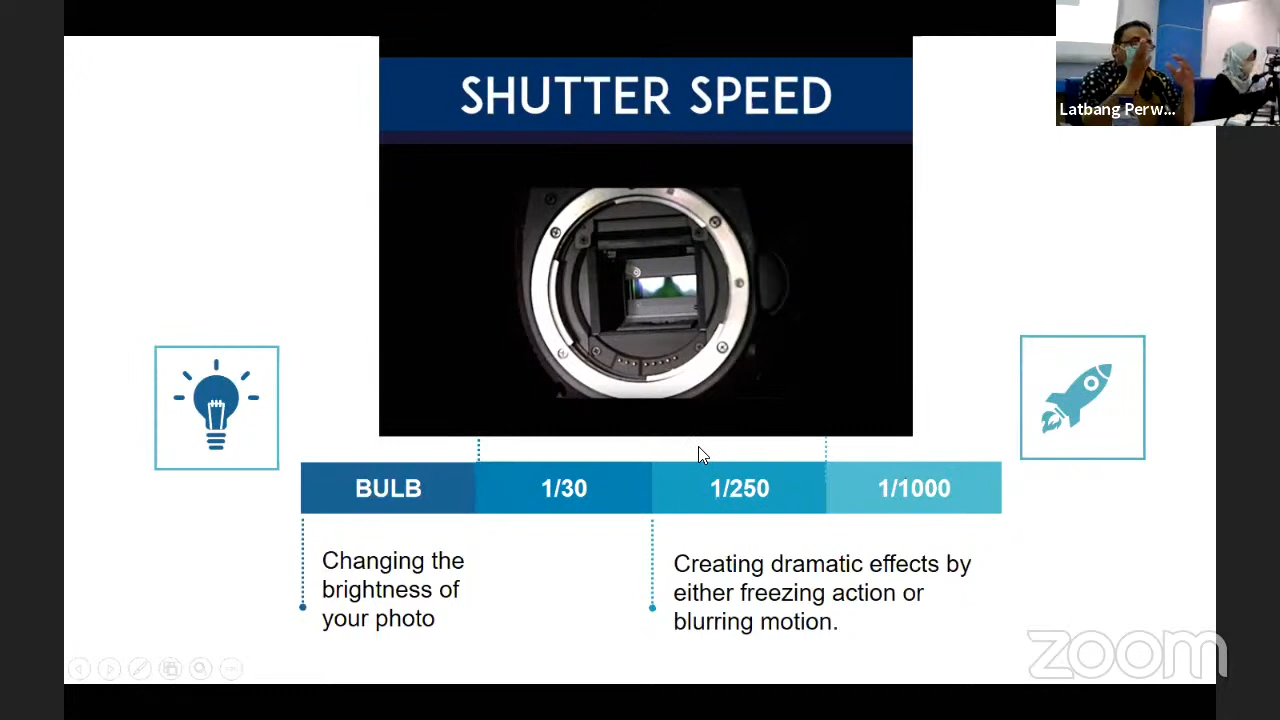 SHUTTER SPEED
Latbang Perw...
BULB
1/30
1/250
1/1000
Changing the
brightness of
your photo
Creating dramatic effects by
either freezing action or
blurring motion.
zoom